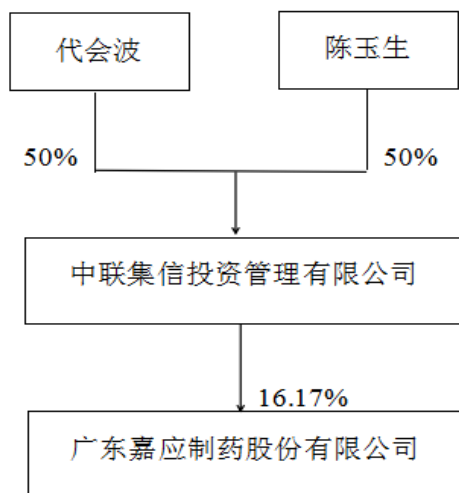 代会波
陈玉生
50%
50%
中联集信投资管理有限公司
16.17%
广东嘉应制药股份有限公司